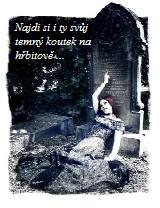 Najdi si i ty svůj
temný koutek na
hřbitově...